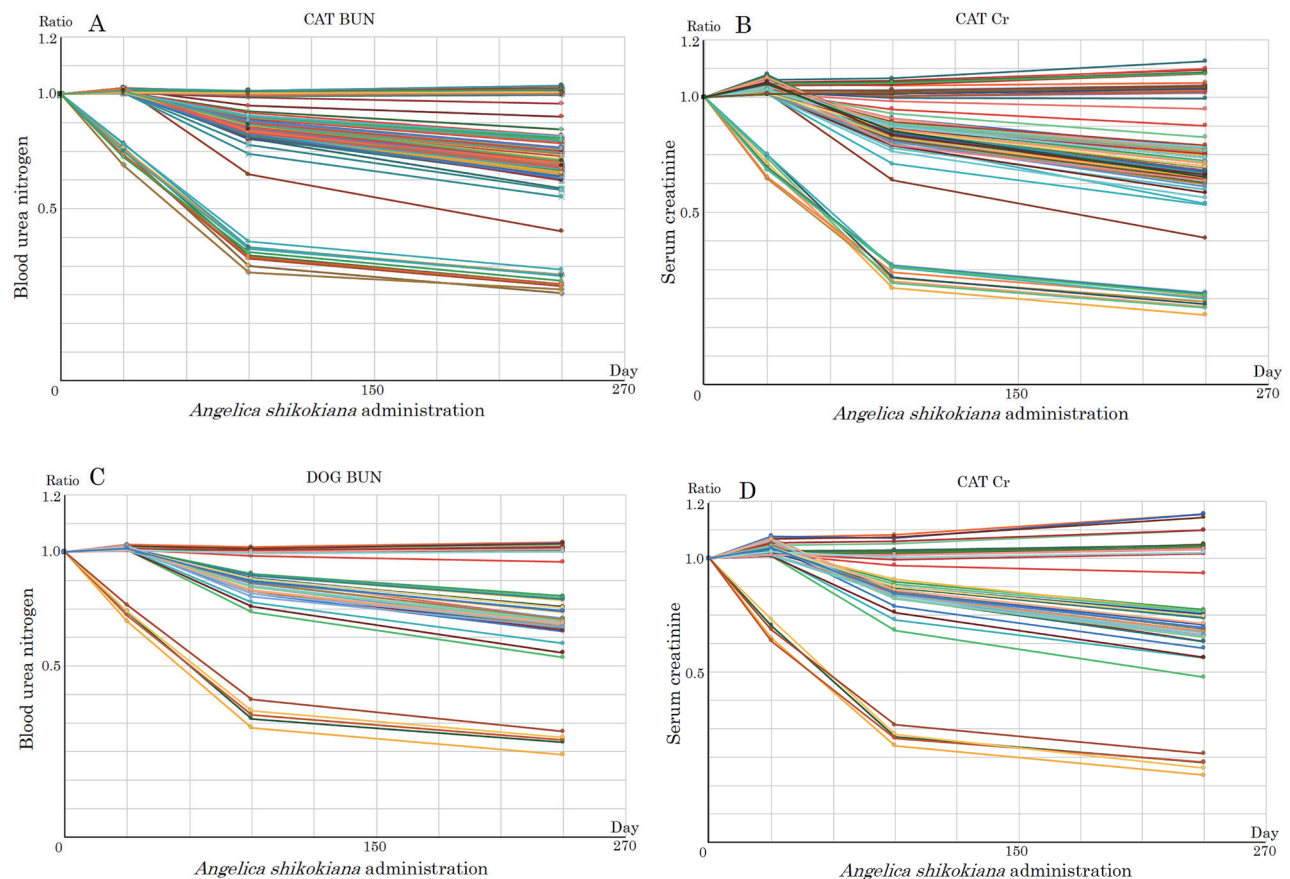 Ratio
A
CAT BUN
1.2
1.0
0.5
Blood urea nitrogen
Day
0
150
270
Angelica shikokiana administration
Ratio
B
CAT Cr
1.2
1.0
0.5
Serum creatinine
Day
0
150
270
Angelica shikokiana administration
Ratio
C
DOG BUN
1.2
1.0
0.5
Blood urea nitrogen
Day
0
150
270
Angelica shikokiana administration
Ratio
D
CAT Cr
1.2
1.0
0.5
Serum creatinine
Day
0
150
270
Angelica shikokiana administration